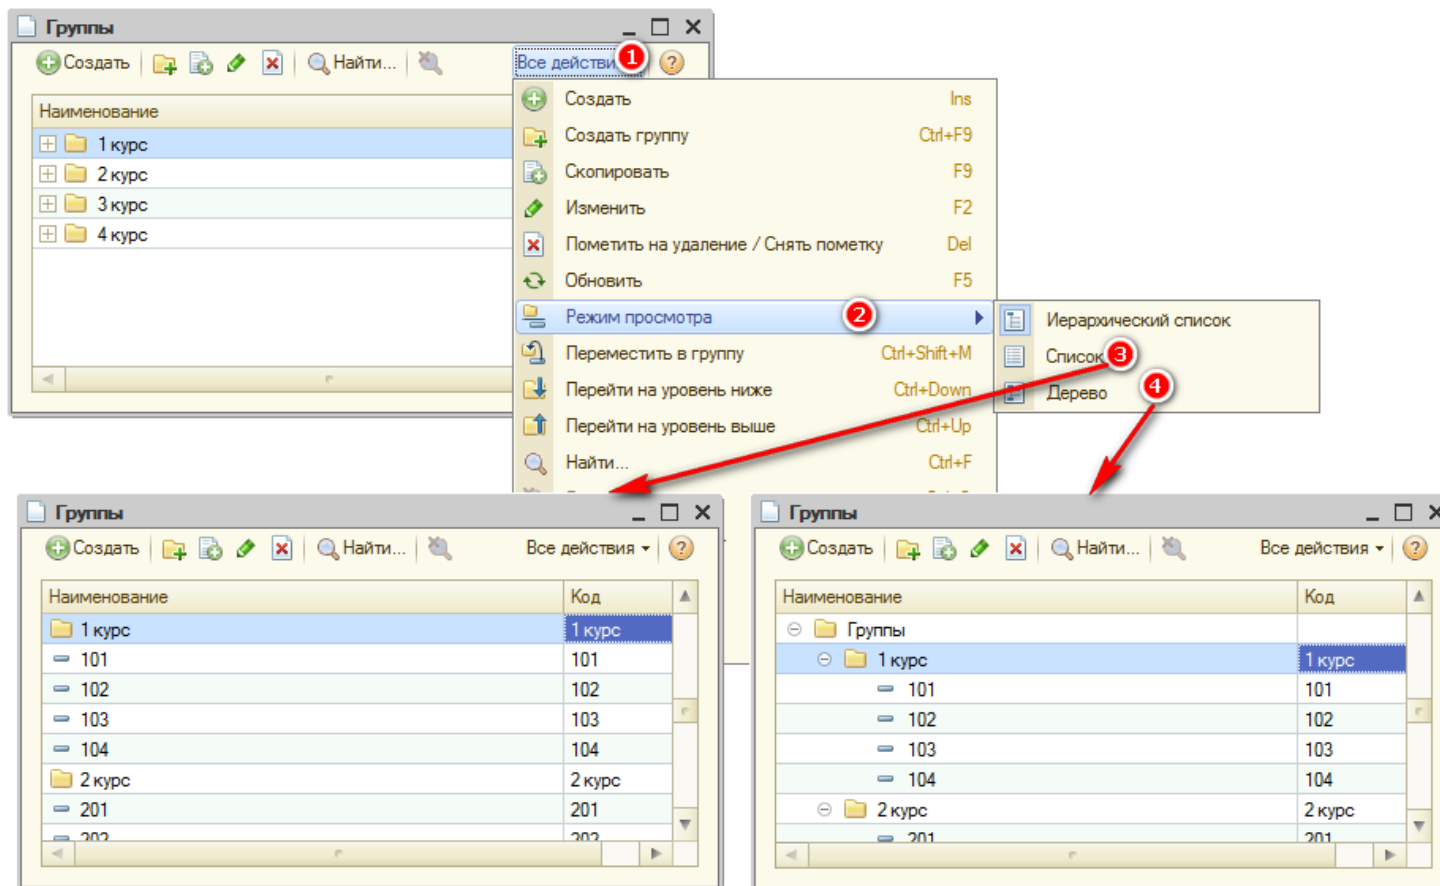 Группы
Создать Найти... Все действи 1
Наименование
1 курс
2 курс
3 курс
4 курс
Создать Ins
Создать группу Ctrl+F9
Скопировать F9
Изменить F2
Пометить на удаление / Снять пометку Del
Обновить F5
Режим просмотра 2
Переместить в группу Ctrl+Shift+M
Перейти на уровень ниже Ctrl+Down
Перейти на уровень выше Ctrl+Up
Найти... Ctrl+F
Иерархический список
Список 3
Дерево 4
Группы
Создать Найти... Все действия
Наименование Код
1 курс 1 курс
101 101
102 102
103 103
104 104
2 курс 2 курс
201 201
202 202
Группы
Создать Найти... Все действия
Наименование Код
Группы
1 курс 1 курс
101 101
102 102
103 103
104 104
2 курс 2 курс
201 201